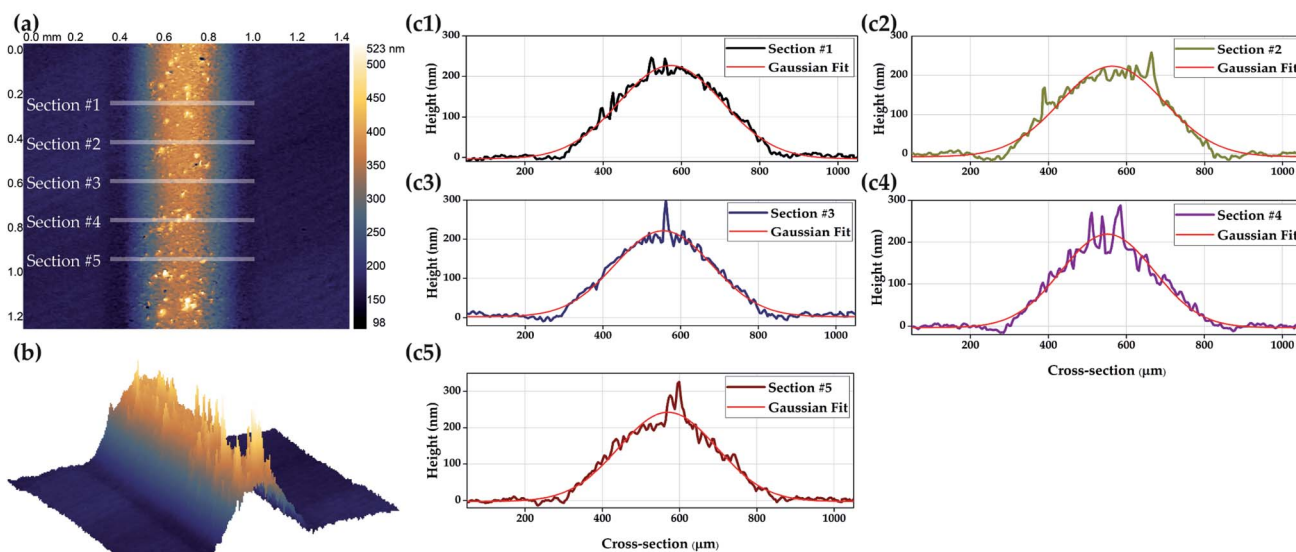 (a)
0.0 mm 0.4 0.6 0.8 1.0 1.4
0.0
0.2
0.4
0.6
0.8
1.0
1.2
Section #1
Section #2
Section #3
Section #4
Section #5
523 nm
500
450
400
350
300
250
200
150
98
(b)
(c1)
Height (nm)
300
200
100
0
200 400 600 800 1000
Section #1
Gaussian Fit
(c2)
Height (nm)
300
200
100
0
200 400 600 800 1000
Section #2
Gaussian Fit
(c3)
Height (nm)
300
200
100
0
200 400 600 800 1000
Section #3
Gaussian Fit
(c4)
Height (nm)
300
200
100
0
200 400 600 800 1000
Cross-section (μm)
Section #4
Gaussian Fit
(c5)
Height (nm)
300
200
100
0
200 400 600 800 1000
Cross-section (μm)
Section #5
Gaussian Fit